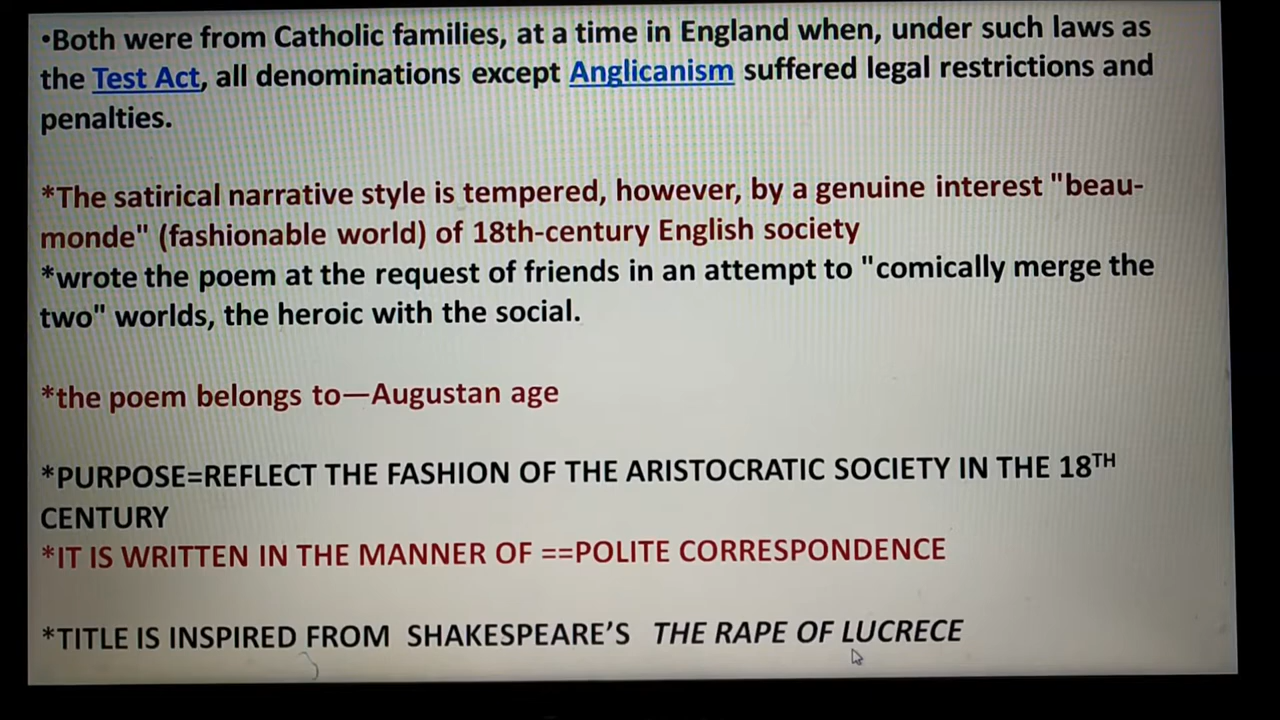 •Both were from Catholic families, at a time in England when, under such laws as
the Test Act, all denominations except Anglicanism suffered legal restrictions and
penalties.
*The satirical narrative style is tempered, however, by a genuine interest "beau-
monde" (fashionable world) of 18th-century English society
*wrote the poem at the request of friends in an attempt to "comically merge the
two" worlds, the heroic with the social.
*the poem belongs to—Augustan age
*PURPOSE=REFLECT THE FASHION OF THE ARISTOCRATIC SOCIETY IN THE 18TH
CENTURY
*IT IS WRITTEN IN THE MANNER OF ==POLITE CORRESPONDENCE
*TITLE IS INSPIRED FROM SHAKESPEARE'S THE RAPE OF LUCRECE